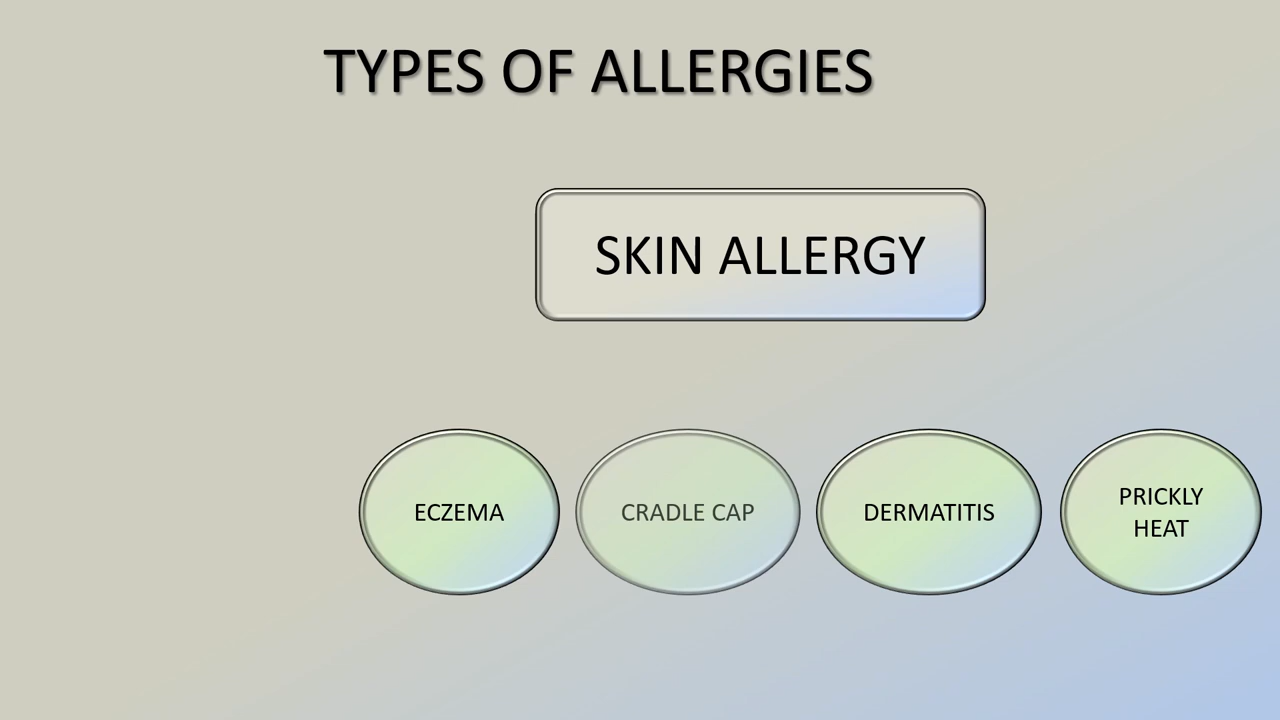 TYPES OF ALLERGIES
SKIN ALLERGY
ECZEMA
CRADLE CAP
DERMATITIS
PRICKLY
HEAT